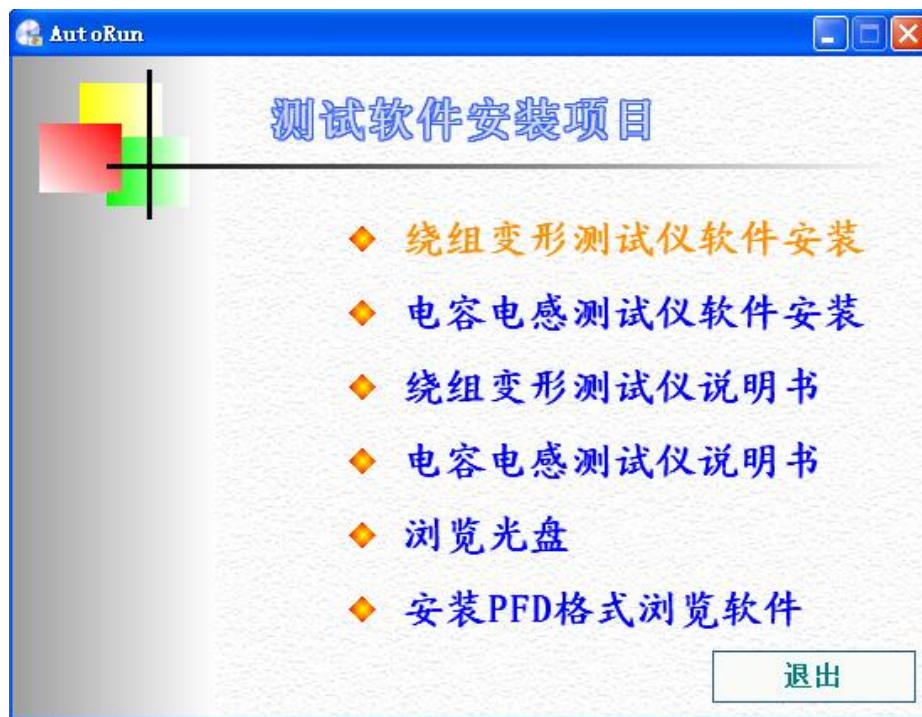 AutoRun
测试软件安装项目
绕组变形测试仪软件安装
电容电感测试仪软件安装
绕组变形测试仪说明书
电容电感测试仪说明书
浏览光盘
安装PFD格式浏览软件
退出